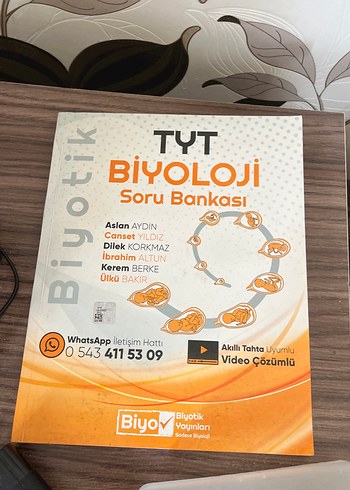 Biyotik
TYT
BİYOLOJİ
Soru Bankası
Aslan AYDIN
Canset YILDIZ
Dilek KORKMAZ
İbrahim ALTUN
Kerem BERKE
Ülkü BAKIR
WhatsApp İletişim Hattı
0 543 411 53 09
Akıllı Tahta Uyumlu
Video Çözümlü
Biyo
Biyotik
Yayınları
Sadece Biyoloji